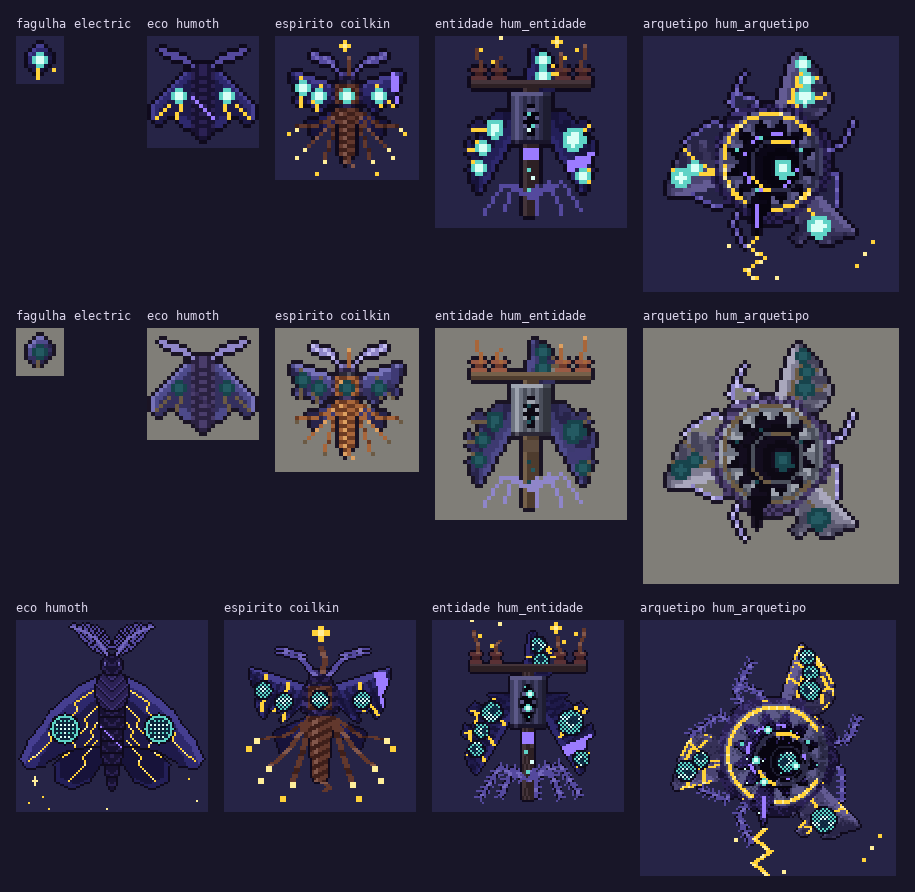 fagulha electric
eco humoth
espirito coilkin
entidade hum_entidade
arquetipo hum_arquetipo
fagulha electric
eco humoth
espirito coilkin
entidade hum_entidade
arquetipo hum_arquetipo
eco humoth
espirito coilkin
entidade hum_entidade
arquetipo hum_arquetipo